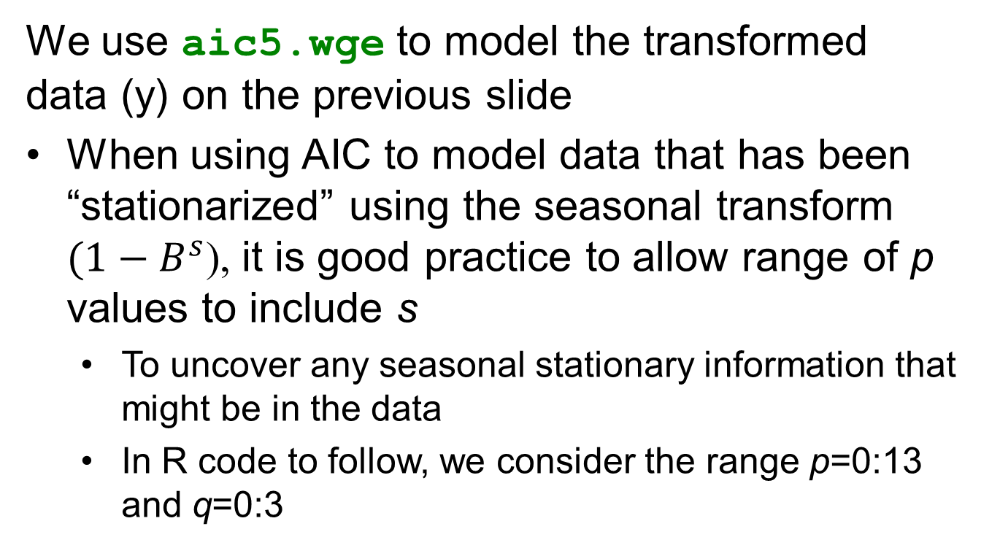 We use aic5.wge to model the transformed
data (y) on the previous slide
• When using AIC to model data that has been
“stationarized” using the seasonal transform
(1 − Bˢ), it is good practice to allow range of p
values to include s
• To uncover any seasonal stationary information that
might be in the data
• In R code to follow, we consider the range p=0:13
and q=0:3